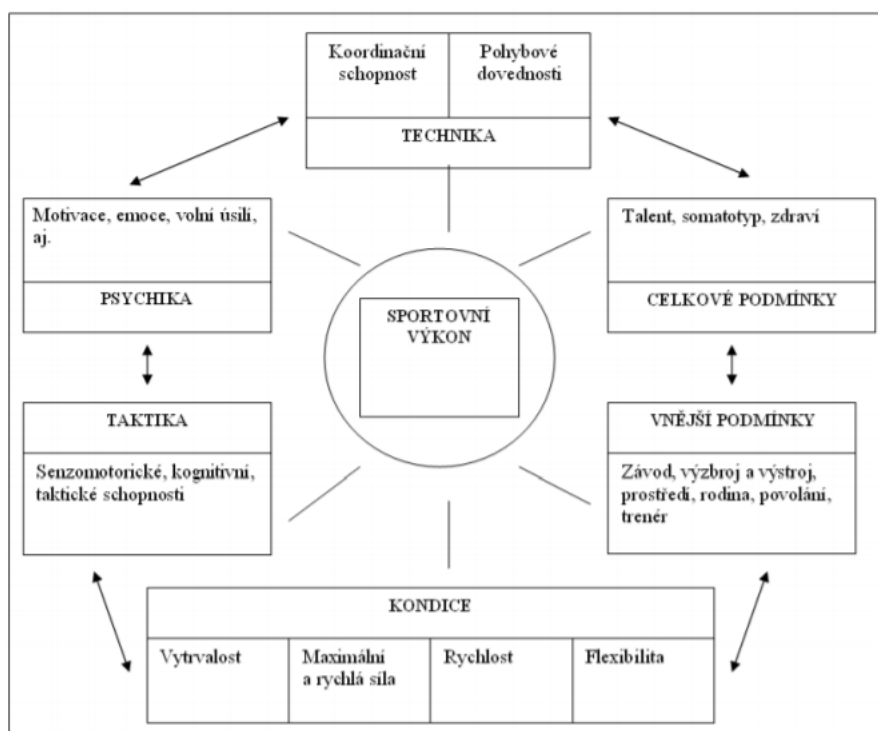 Koordinační
schopnost
Pohybové
dovednosti
TECHNIKA
Motivace, emoce, volní úsilí,
aj.
PSYCHIKA
Talent, somatotyp, zdraví
CELKOVÉ PODMÍNKY
SPORTOVNÍ
VÝKON
TAKTIKA
Senzomotorické, kognitivní,
taktické schopnosti
VNĚJŠÍ PODMÍNKY
Závod, výzbroj a výstroj,
prostředí, rodina, povolání,
trenér
KONDICE
Vytrvalost
Maximální
a rychlá síla
Rychlost
Flexibilita